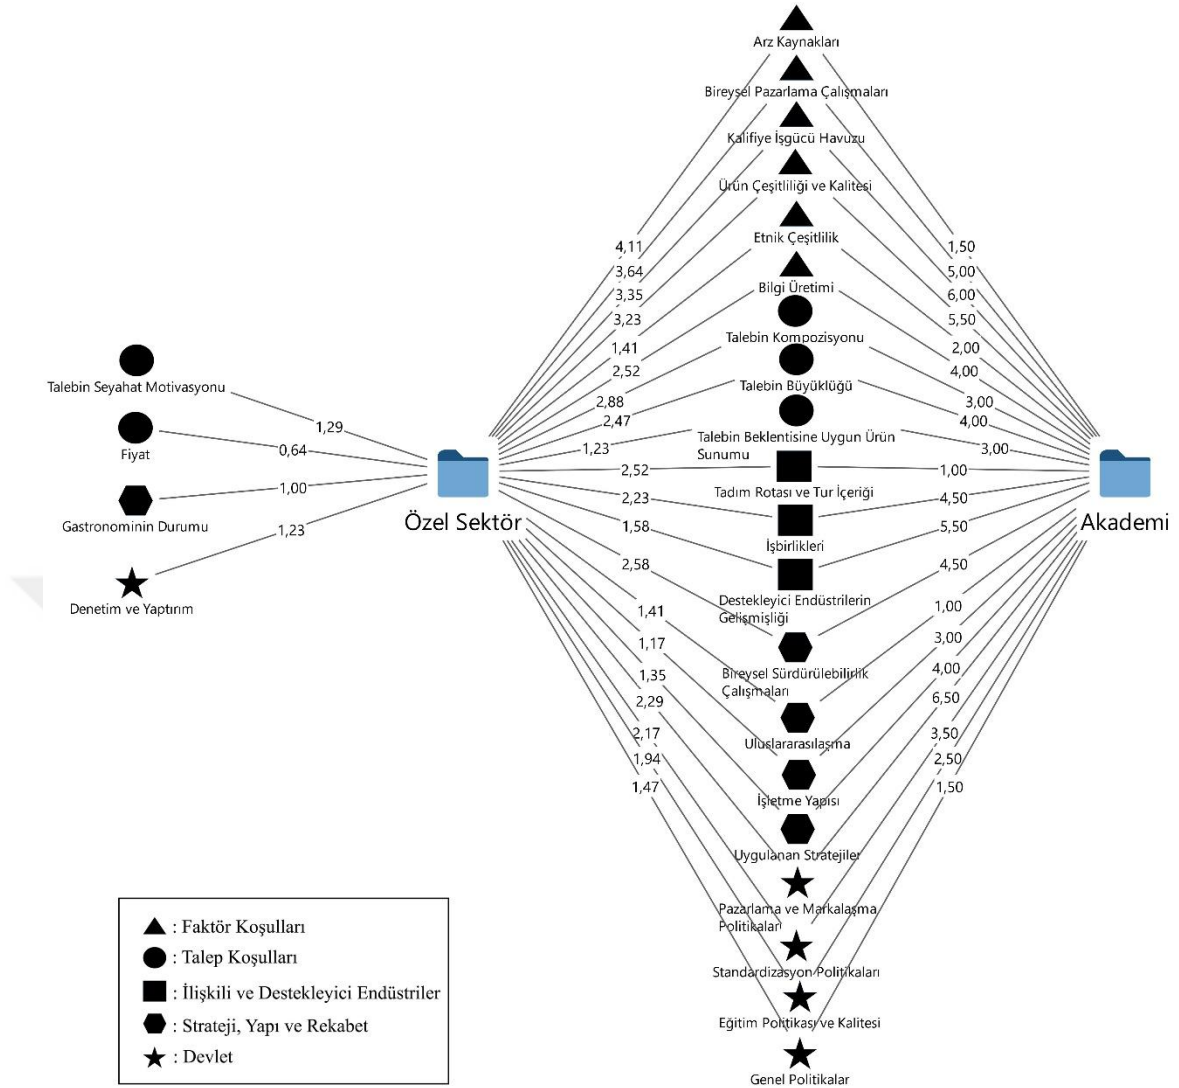 Arz Kaynakları
Bireysel Pazarlama Çalışmaları
Kalifiye İşgücü Havuzu
Ürün Çeşitliliği ve Kalitesi
Etnik Çeşitlilik
Bilgi Üretimi
Talebin Kompozisyonu
Talebin Büyüklüğü
Talebin Beklentisine Uygun Ürün
Sunumu
Tadım Rotası ve Tur İçeriği
İşbirlikleri
Destekleyici Endüstrilerin
Gelişmişliği
Bireysel Sürdürülebilirlik
Çalışmaları
Uluslararasılaşma
İşletme Yapısı
Uygulanan Stratejiler
Pazarlama ve Markalaşma
Politikaları
Standardizasyon Politikaları
Eğitim Politikası ve Kalitesi
Genel Politikalar
4,11
3,64
3,35
3,23
1,41
2,52
2,88
2,47
1,23
2,52
2,23
1,58
2,58
1,41
1,17
1,35
2,29
2,17
1,94
1,47
1,50
5,00
6,00
5,50
2,00
4,00
3,00
4,00
3,00
1,00
4,50
5,50
4,50
1,00
3,00
4,00
6,50
3,50
2,50
1,50
Talebin Seyahat Motivasyonu
Fiyat
Gastronominin Durumu
Denetim ve Yaptırım
1,29
0,64
1,00
1,23
Özel Sektör
Akademi
: Faktör Koşulları
: Talep Koşulları
: İlişkili ve Destekleyici Endüstriler
: Strateji, Yapı ve Rekabet
: Devlet